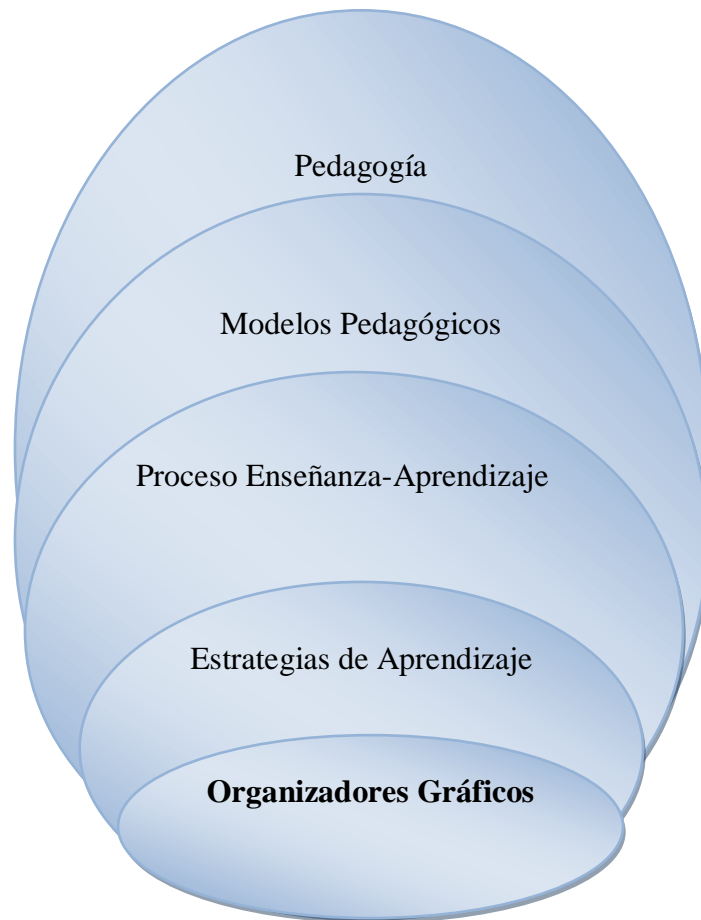 Pedagogía
Modelos Pedagógicos
Proceso Enseñanza-Aprendizaje
Estrategias de Aprendizaje
Organizadores Gráficos